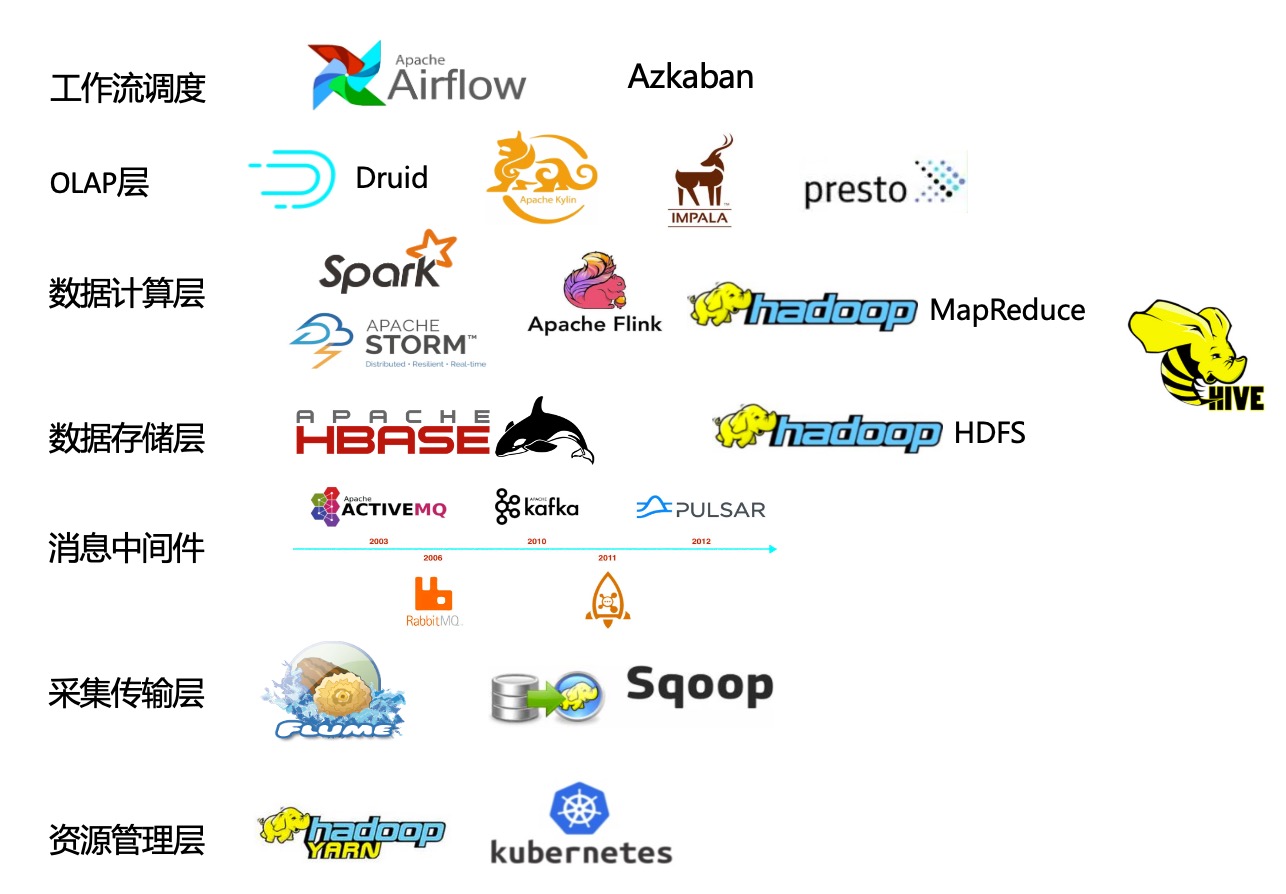 工作流调度
Apache
Airflow
Azkaban
OLAP层
Druid
Apache Kylin
IMPALA™
presto
数据计算层
Spark
Apache Flink
hadoop MapReduce
APACHE
STORM™
Distributed • Resilient • Real-time
HIVE
数据存储层
APACHE
HBASE
hadoop HDFS
消息中间件
Apache
ACTIVEMQ
APACHE
kafka
PULSAR
2003
2010
2012
2006
2011
RabbitMQ
采集传输层
FLUME
Sqoop
资源管理层
hadoop
YARN
kubernetes